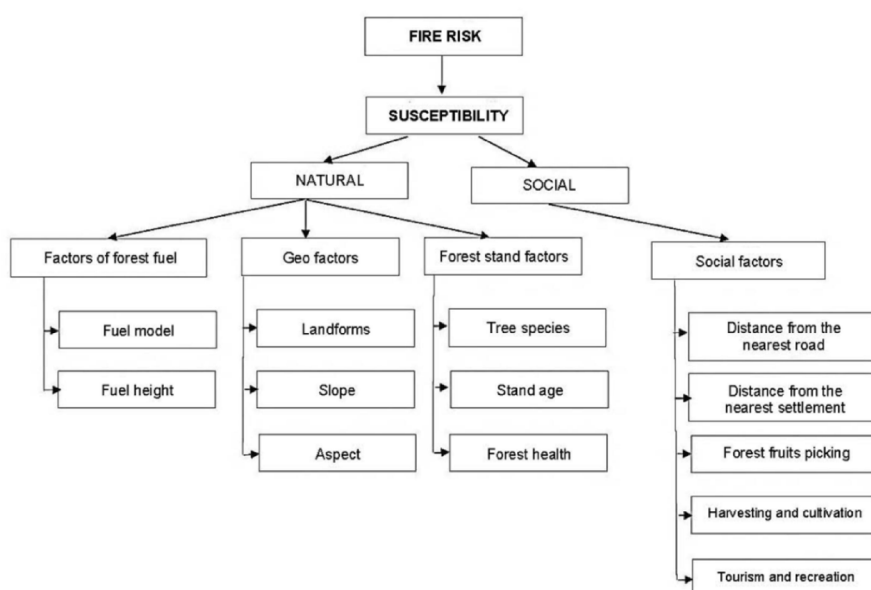 FIRE RISK
SUSCEPTIBILITY
NATURAL
SOCIAL
Factors of forest fuel
Geo factors
Forest stand factors
Social factors
Fuel model
Fuel height
Landforms
Slope
Aspect
Tree species
Stand age
Forest health
Distance from the
nearest road
Distance from the
nearest settlement
Forest fruits picking
Harvesting and cultivation
Tourism and recreation